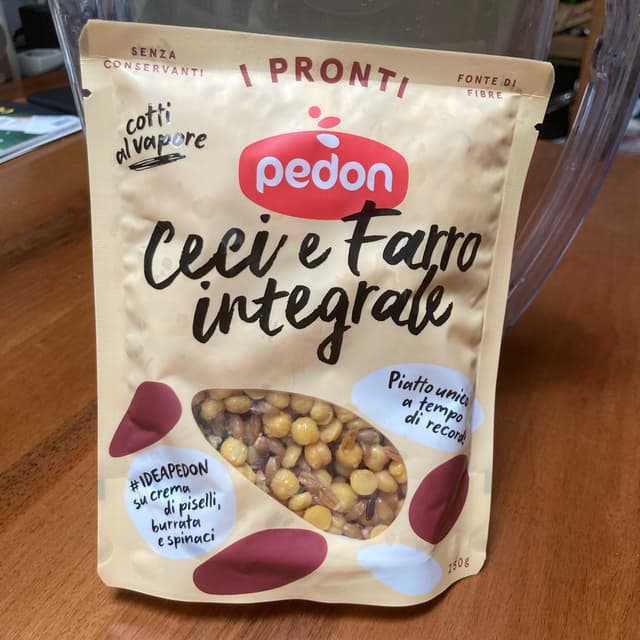 SENZA
CONSERVANTI
I PRONTI
FONTE DI
FIBRE
cotti
al vapore
pedon
Ceci e Farro
integrale
Piatto unico
a tempo
di record!
#IDEAPEDON
su crema
di piselli,
burrata
e spinaci
250g